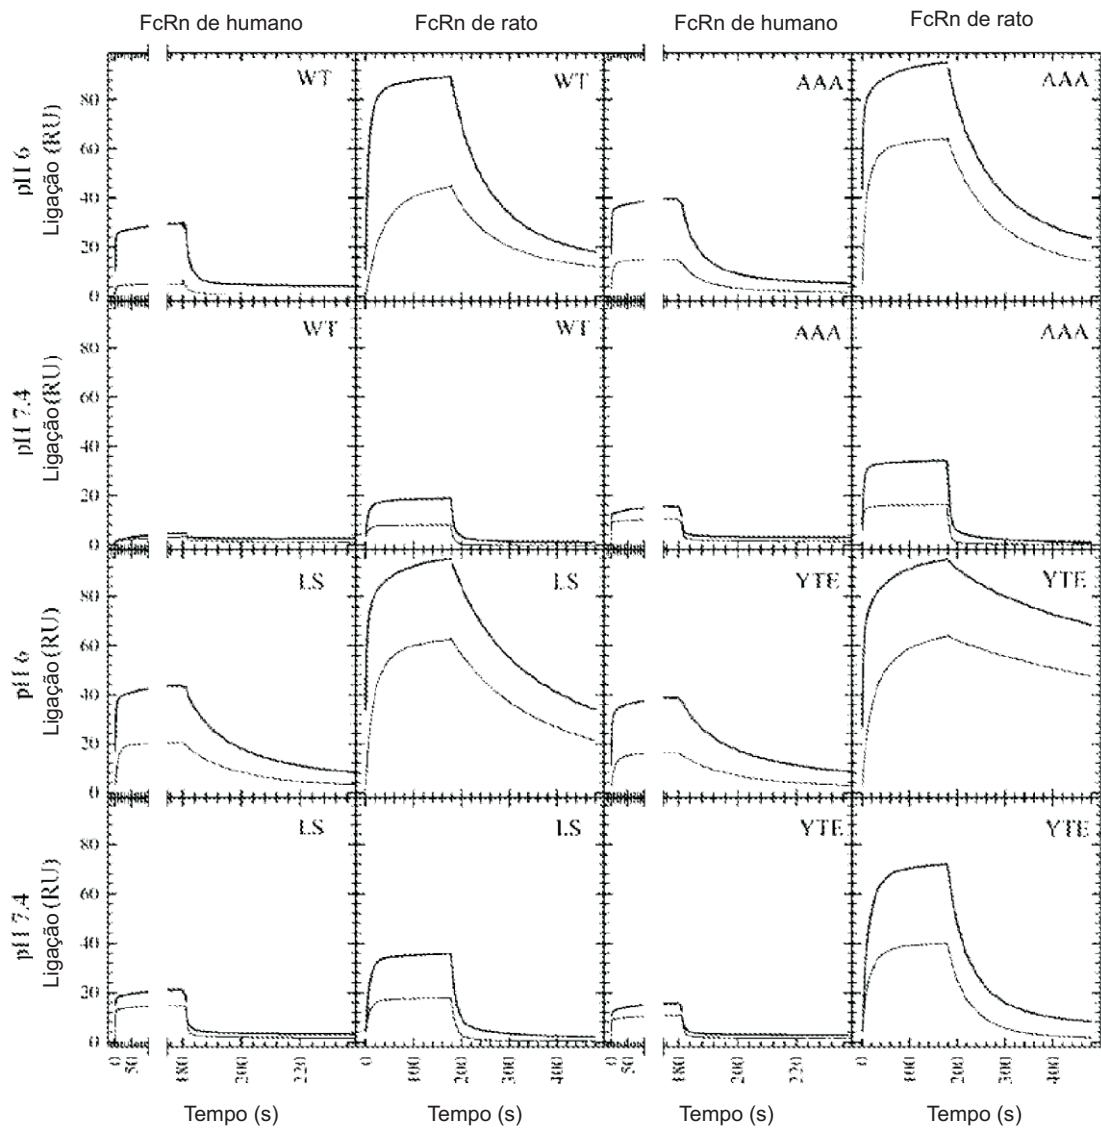 FcRn de humano FcRn de rato FcRn de humano FcRn de rato
WT WT AAA AAA
pH 6
Ligação (RU)
80
60
40
20
0
WT WT AAA AAA
pH 7.4
Ligação (RU)
80
60
40
20
0
LS LS YTE YTE
pH 6
Ligação (RU)
80
60
40
20
0
LS LS YTE YTE
pH 7.4
Ligação (RU)
80
60
40
20
0
0 50 180 200 220 0 100 200 300 400 0 50 180 200 220 0 100 200 300 400
Tempo (s) Tempo (s) Tempo (s) Tempo (s)